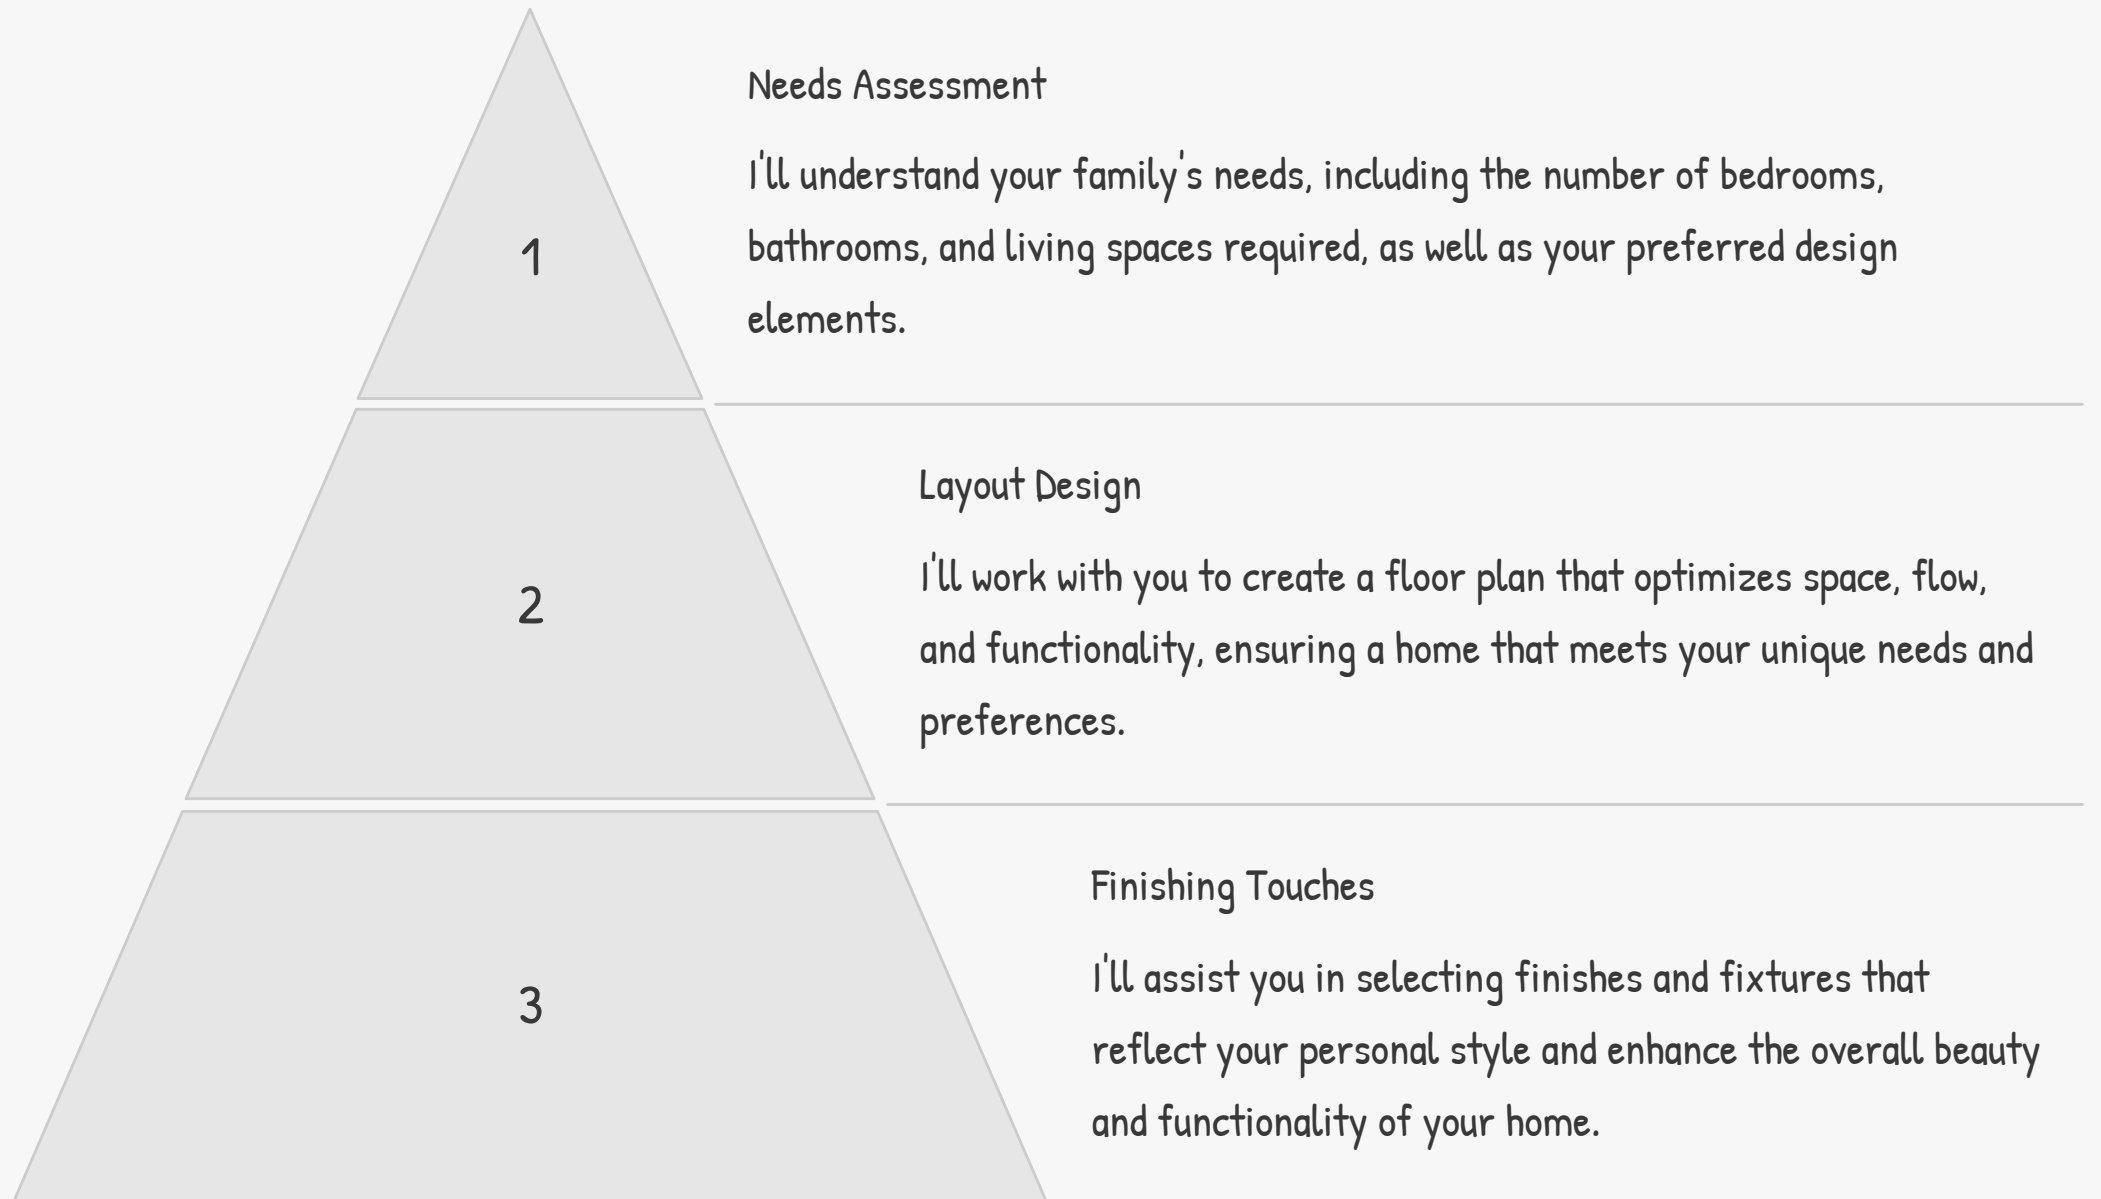 Needs Assessment
I'll understand your family's needs, including the number of bedrooms,
bathrooms, and living spaces required, as well as your preferred design
elements.
1
Layout Design
I'll work with you to create a floor plan that optimizes space, flow,
and functionality, ensuring a home that meets your unique needs and
preferences.
2
Finishing Touches
I'll assist you in selecting finishes and fixtures that
reflect your personal style and enhance the overall beauty
and functionality of your home.
3